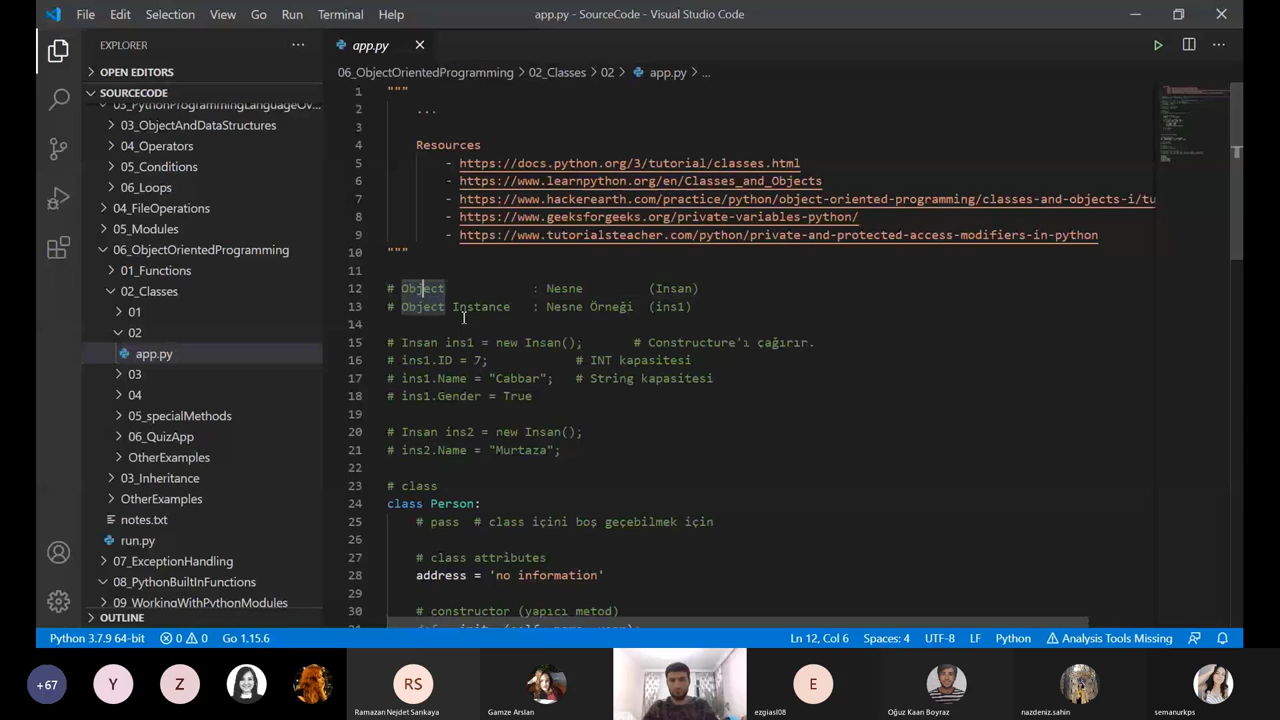 File Edit Selection View Go Run Terminal Help app.py - SourceCode - Visual Studio Code
EXPLORER
OPEN EDITORS
SOURCECODE
03_PythonProgrammingLanguageOv...
03_ObjectAndDataStructures
04_Operators
05_Conditions
06_Loops
04_FileOperations
05_Modules
06_ObjectOrientedProgramming
01_Functions
02_Classes
01
02
app.py
03
04
05_specialMethods
06_QuizApp
OtherExamples
03_Inheritance
OtherExamples
notes.txt
run.py
07_ExceptionHandling
08_PythonBuiltInFunctions
09_WorkingWithPythonModules
OUTLINE
app.py
06_ObjectOrientedProgramming > 02_Classes > 02 > app.py > ...
1 """
2 ...
3
4 Resources
5 - https://docs.python.org/3/tutorial/classes.html
6 - https://www.learnpython.org/en/Classes_and_Objects
7 - https://www.hackerearth.com/practice/python/object-oriented-programming/classes-and-objects-i/tu
8 - https://www.geeksforgeeks.org/private-variables-python/
9 - https://www.tutorialsteacher.com/python/private-and-protected-access-modifiers-in-python
10 """
11
12 # Object : Nesne (Insan)
13 # Object Instance : Nesne Örneği (ins1)
14
15 # Insan ins1 = new Insan(); # Constructure'ı çağırır.
16 # ins1.ID = 7; # INT kapasitesi
17 # ins1.Name = "Cabbar"; # String kapasitesi
18 # ins1.Gender = True
19
20 # Insan ins2 = new Insan();
21 # ins2.Name = "Murtaza";
22
23 # class
24 class Person:
25 # pass # class içini boş geçebilmek için
26
27 # class attributes
28 address = 'no information'
29
30 # constructor (yapıcı metod)
31 def __init__(self, name, year):
Python 3.7.9 64-bit 0 0 Go 1.15.6 Ln 12, Col 6 Spaces: 4 UTF-8 LF Python Analysis Tools Missing
+67 Y Z RS E
Ramazan Nejdet Sarıkaya Gamze Arslan ezgiasl08 Oğuz Kaan Boyraz nazdeniz.sahin semanurkps